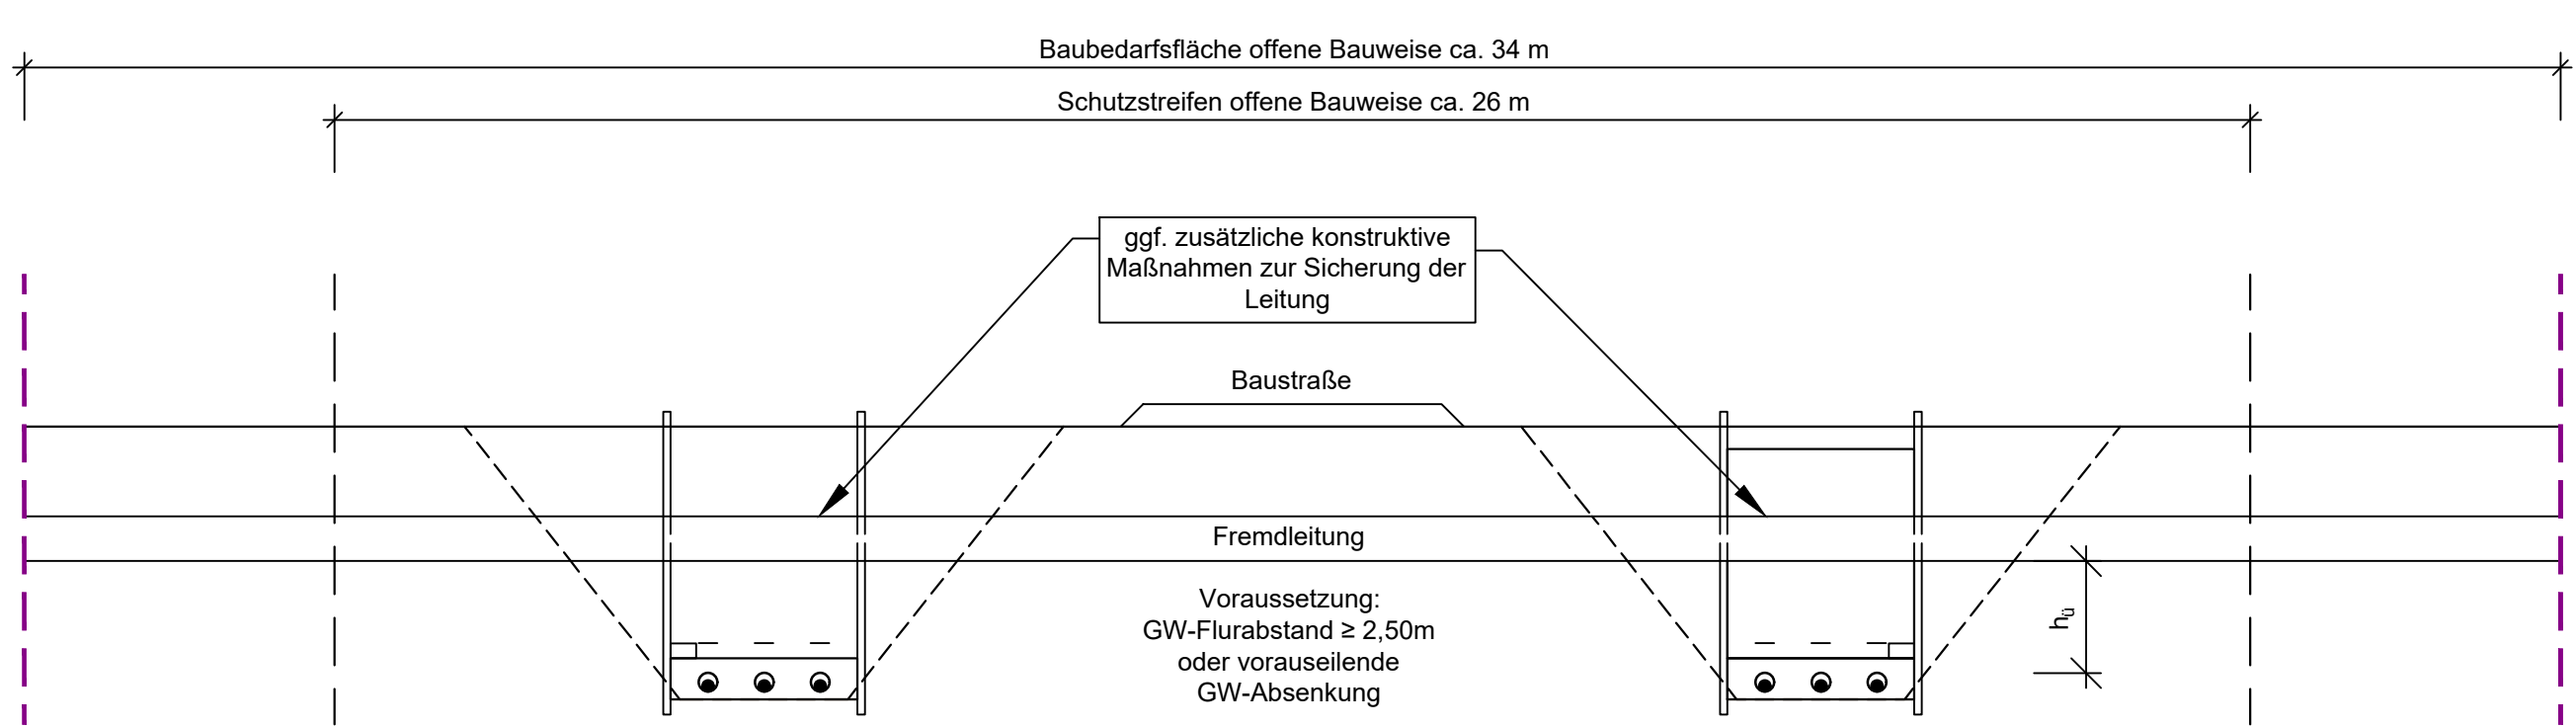 Baubedarfsfläche offene Bauweise ca. 34 m
Schutzstreifen offene Bauweise ca. 26 m
ggf. zusätzliche konstruktive
Maßnahmen zur Sicherung der
Leitung
Baustraße
Fremdleitung
Voraussetzung:
GW-Flurabstand ≥ 2,50m
oder vorauseilende
GW-Absenkung
hü